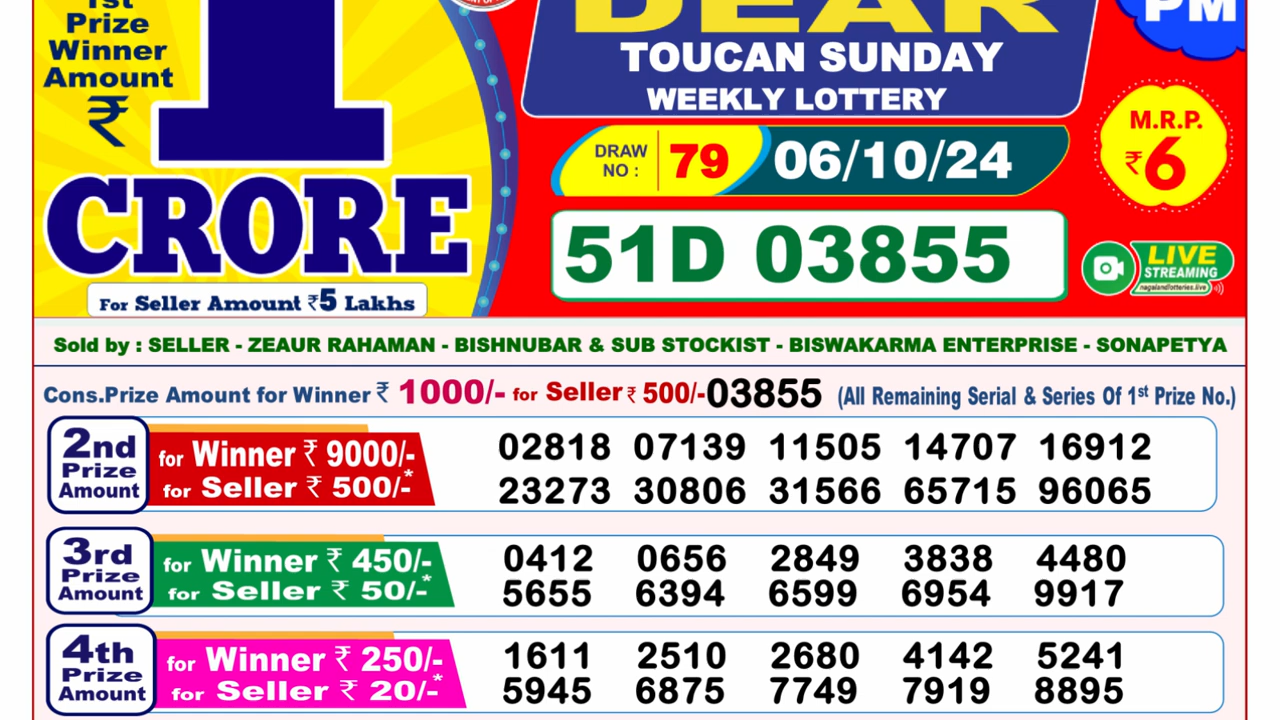 1st
Prize
Winner
Amount
₹
1
CRORE
For Seller Amount ₹5 Lakhs
DEAR
TOUCAN SUNDAY
WEEKLY LOTTERY
PM
DRAW NO : 79 06/10/24
M.R.P.
₹6
51D 03855
LIVE
STREAMING
nagalandlotteries.live
Sold by : SELLER - ZEAUR RAHAMAN - BISHNUBAR & SUB STOCKIST - BISWAKARMA ENTERPRISE - SONAPETYA
Cons.Prize Amount for Winner ₹ 1000/- for Seller ₹ 500/- 03855 (All Remaining Serial & Series Of 1st Prize No.)
2nd Prize Amount
for Winner ₹ 9000/-
for Seller ₹ 500/-*
02818 07139 11505 14707 16912
23273 30806 31566 65715 96065
3rd Prize Amount
for Winner ₹ 450/-
for Seller ₹ 50/-*
0412 0656 2849 3838 4480
5655 6394 6599 6954 9917
4th Prize Amount
for Winner ₹ 250/-
for Seller ₹ 20/-*
1611 2510 2680 4142 5241
5945 6875 7749 7919 8895